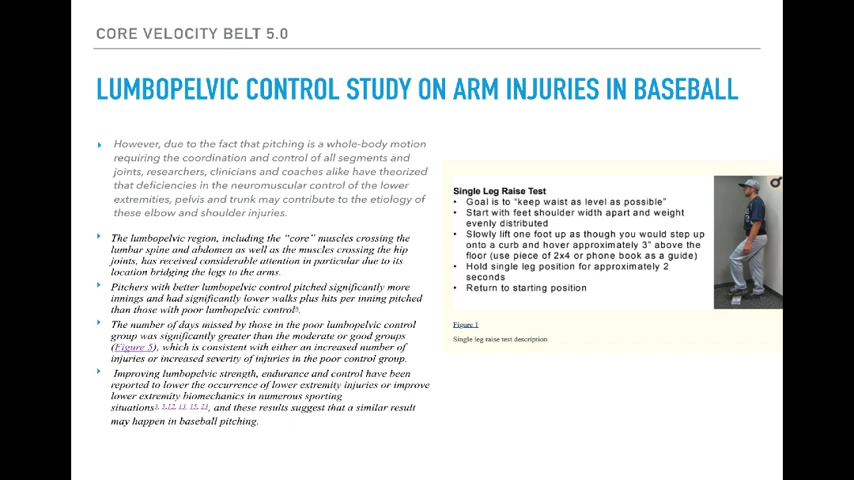 CORE VELOCITY BELT 5.0
LUMBOPELVIC CONTROL STUDY ON ARM INJURIES IN BASEBALL
However, due to the fact that pitching is a whole-body motion
requiring the coordination and control of all segments and
joints, researchers, clinicians and coaches alike have theorized
that deficiencies in the neuromuscular control of the lower
extremities, pelvis and trunk may contribute to the etiology of
these elbow and shoulder injuries.
The lumbopelvic region, including the “core” muscles crossing the
lumbar spine and abdomen as well as the muscles crossing the hip
joints, has received considerable attention in particular due to its
location bridging the legs to the arms.
Pitchers with better lumbopelvic control pitched significantly more
innings and had significantly lower walks plus hits per inning pitched
than those with poor lumbopelvic control
The number of days missed by those in the poor lumbopelvic control
group was significantly greater than the moderate or good groups
(Figure 5), which is consistent with either an increased number of
injuries or increased severity of injuries in the poor control group.
Improving lumbopelvic strength, endurance and control have been
reported to lower the occurrence of lower extremity injuries or improve
lower extremity biomechanics in numerous sporting
situations, and these results suggest that a similar result
may happen in baseball pitching.
Single Leg Raise Test
• Goal is to “keep waist as level as possible”
• Start with feet shoulder width apart and weight
evenly distributed
• Slowly lift one foot up as though you would step up
onto a curb and hover approximately 3” above the
floor (use piece of 2x4 or phone book as a guide)
• Hold single leg position for approximately 2
seconds
• Return to starting position
Figure 1
Single leg raise test description